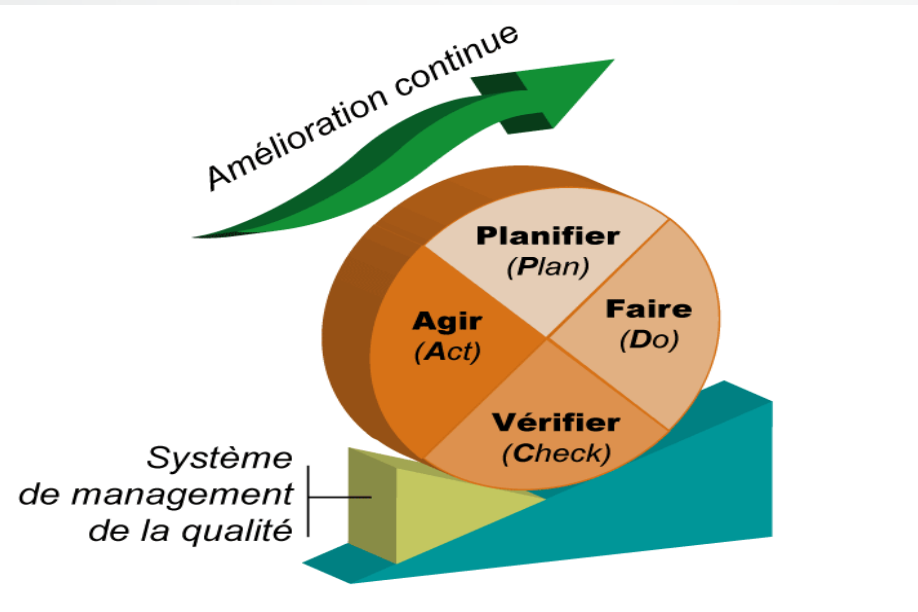 Amélioration continue
Planifier
(Plan)
Faire
(Do)
Agir
(Act)
Vérifier
(Check)
Système
de management
de la qualité